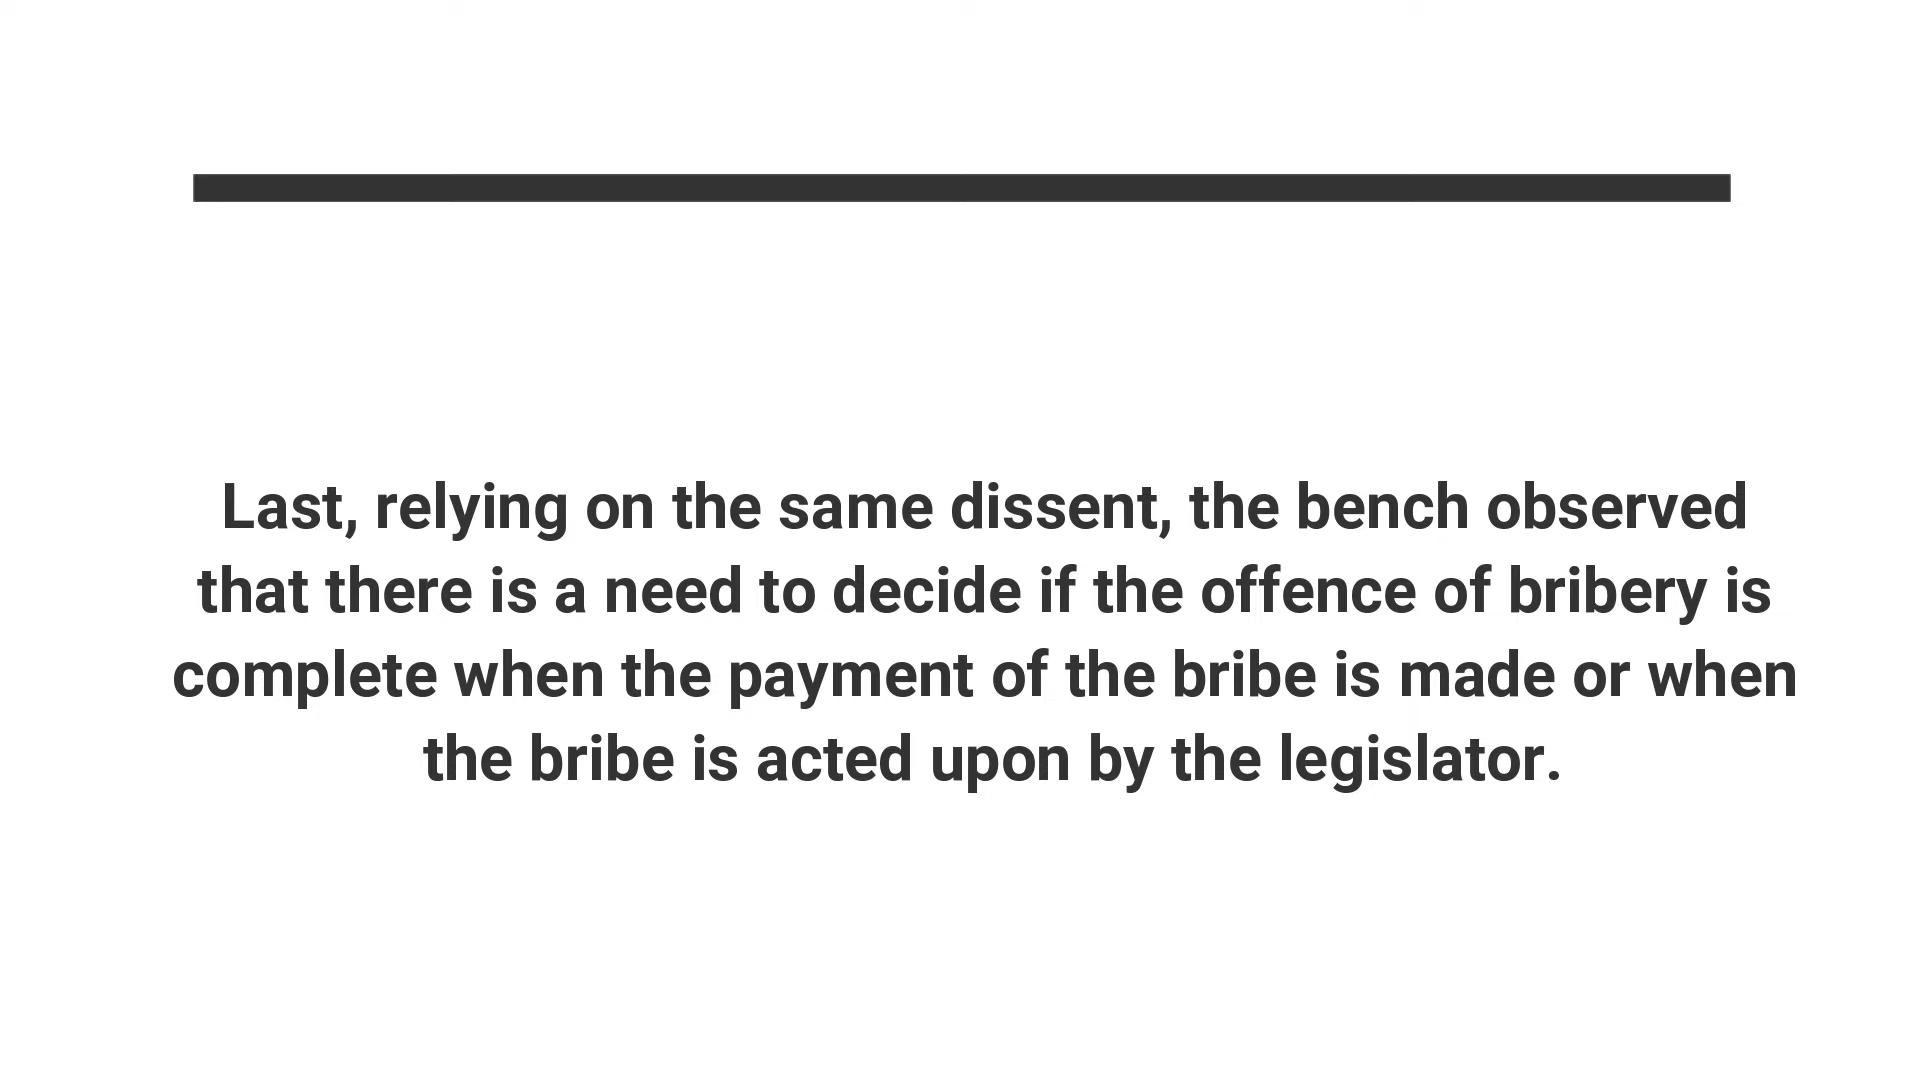 Last, relying on the same dissent, the bench observed
that there is a need to decide if the offence of bribery is
complete when the payment of the bribe is made or when
the bribe is acted upon by the legislator.